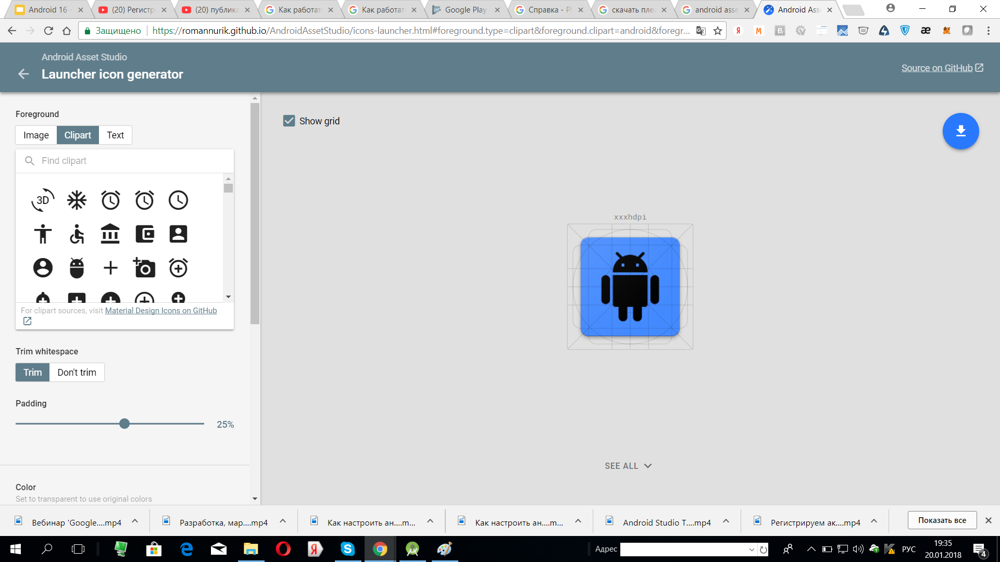 Android 16 -
(20) Регистр
(20) публика
Как работат
Как работат
Google Play
Справка - Pl
скачать пле
android asse
Android Ass
Защищено
https://romannurik.github.io/AndroidAssetStudio/icons-launcher.html#foreground.type=clipart&foreground.clipart=android&foregr...
Android Asset Studio
Launcher icon generator
Source on GitHub
Foreground
Image
Clipart
Text
Find clipart
3D
For clipart sources, visit Material Design Icons on GitHub
Trim whitespace
Trim
Don't trim
Padding
25%
Color
Set to transparent to use original colors
Show grid
xxxhdpi
SEE ALL
Вебинар 'Google....mp4
Разработка, мар....mp4
Как настроить ан....m...
Как настроить ан....m...
Android Studio T....mp4
Регистрируем ак....mp4
Показать все
Адрес
РУС
19:35
20.01.2018
4